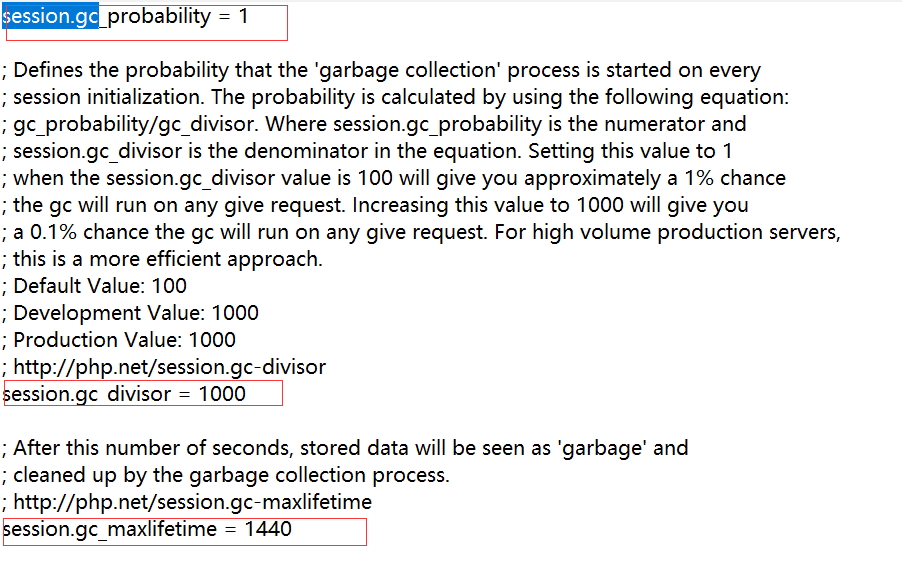 session.gc_probability = 1
; Defines the probability that the 'garbage collection' process is started on every
; session initialization. The probability is calculated by using the following equation:
; gc_probability/gc_divisor. Where session.gc_probability is the numerator and
; session.gc_divisor is the denominator in the equation. Setting this value to 1
; when the session.gc_divisor value is 100 will give you approximately a 1% chance
; the gc will run on any give request. Increasing this value to 1000 will give you
; a 0.1% chance the gc will run on any give request. For high volume production servers,
; this is a more efficient approach.
; Default Value: 100
; Development Value: 1000
; Production Value: 1000
; http://php.net/session.gc-divisor
session.gc_divisor = 1000
; After this number of seconds, stored data will be seen as 'garbage' and
; cleaned up by the garbage collection process.
; http://php.net/session.gc-maxlifetime
session.gc_maxlifetime = 1440